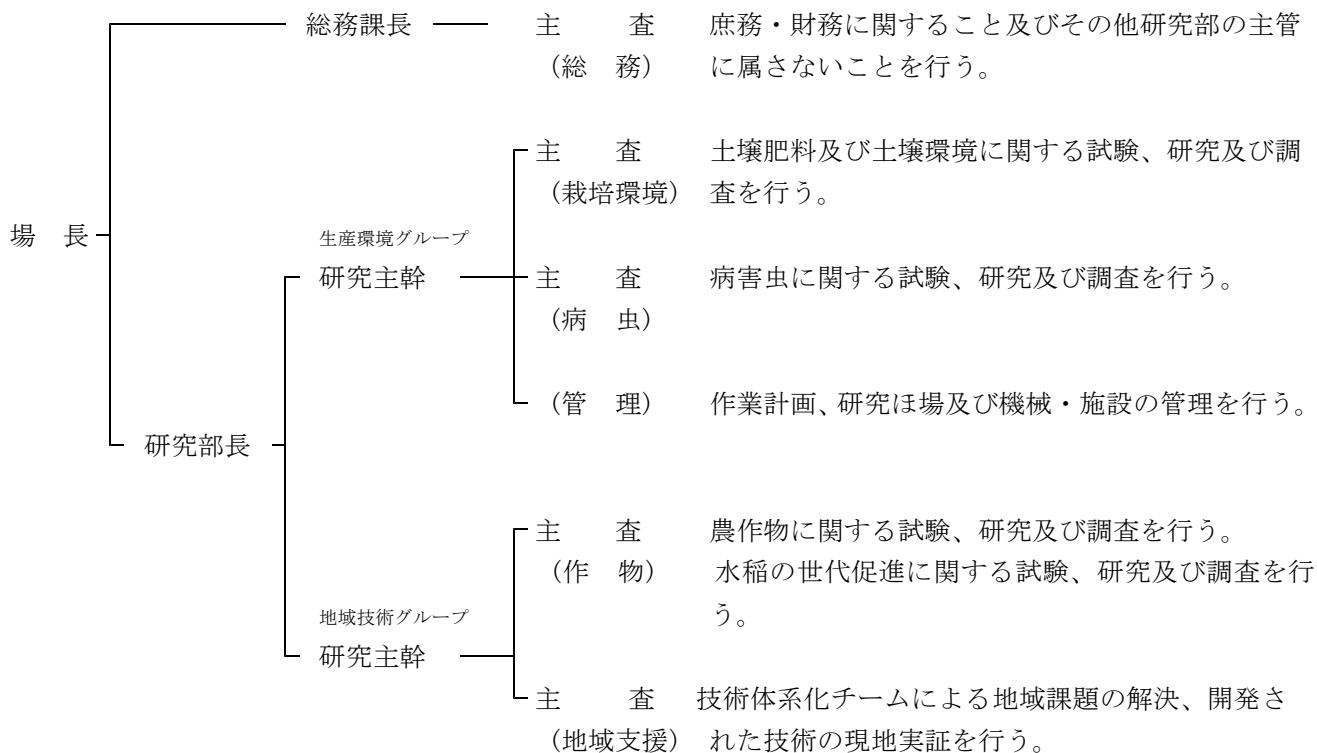 総務課長 主 査 庶務・財務に関すること及びその他研究部の主管
(総 務) に属さないことを行う。
主 査 土壌肥料及び土壌環境に関する試験、研究及び調
(栽培環境) 査を行う。
場 長
生産環境グループ
研究主幹 主 査 病害虫に関する試験、研究及び調査を行う。
(病 虫)
(管 理) 作業計画、研究ほ場及び機械・施設の管理を行う。
研究部長
主 査 農作物に関する試験、研究及び調査を行う。
(作 物) 水稲の世代促進に関する試験、研究及び調査を行
う。
地域技術グループ
研究主幹
主 査 技術体系化チームによる地域課題の解決、開発さ
(地域支援) れた技術の現地実証を行う。